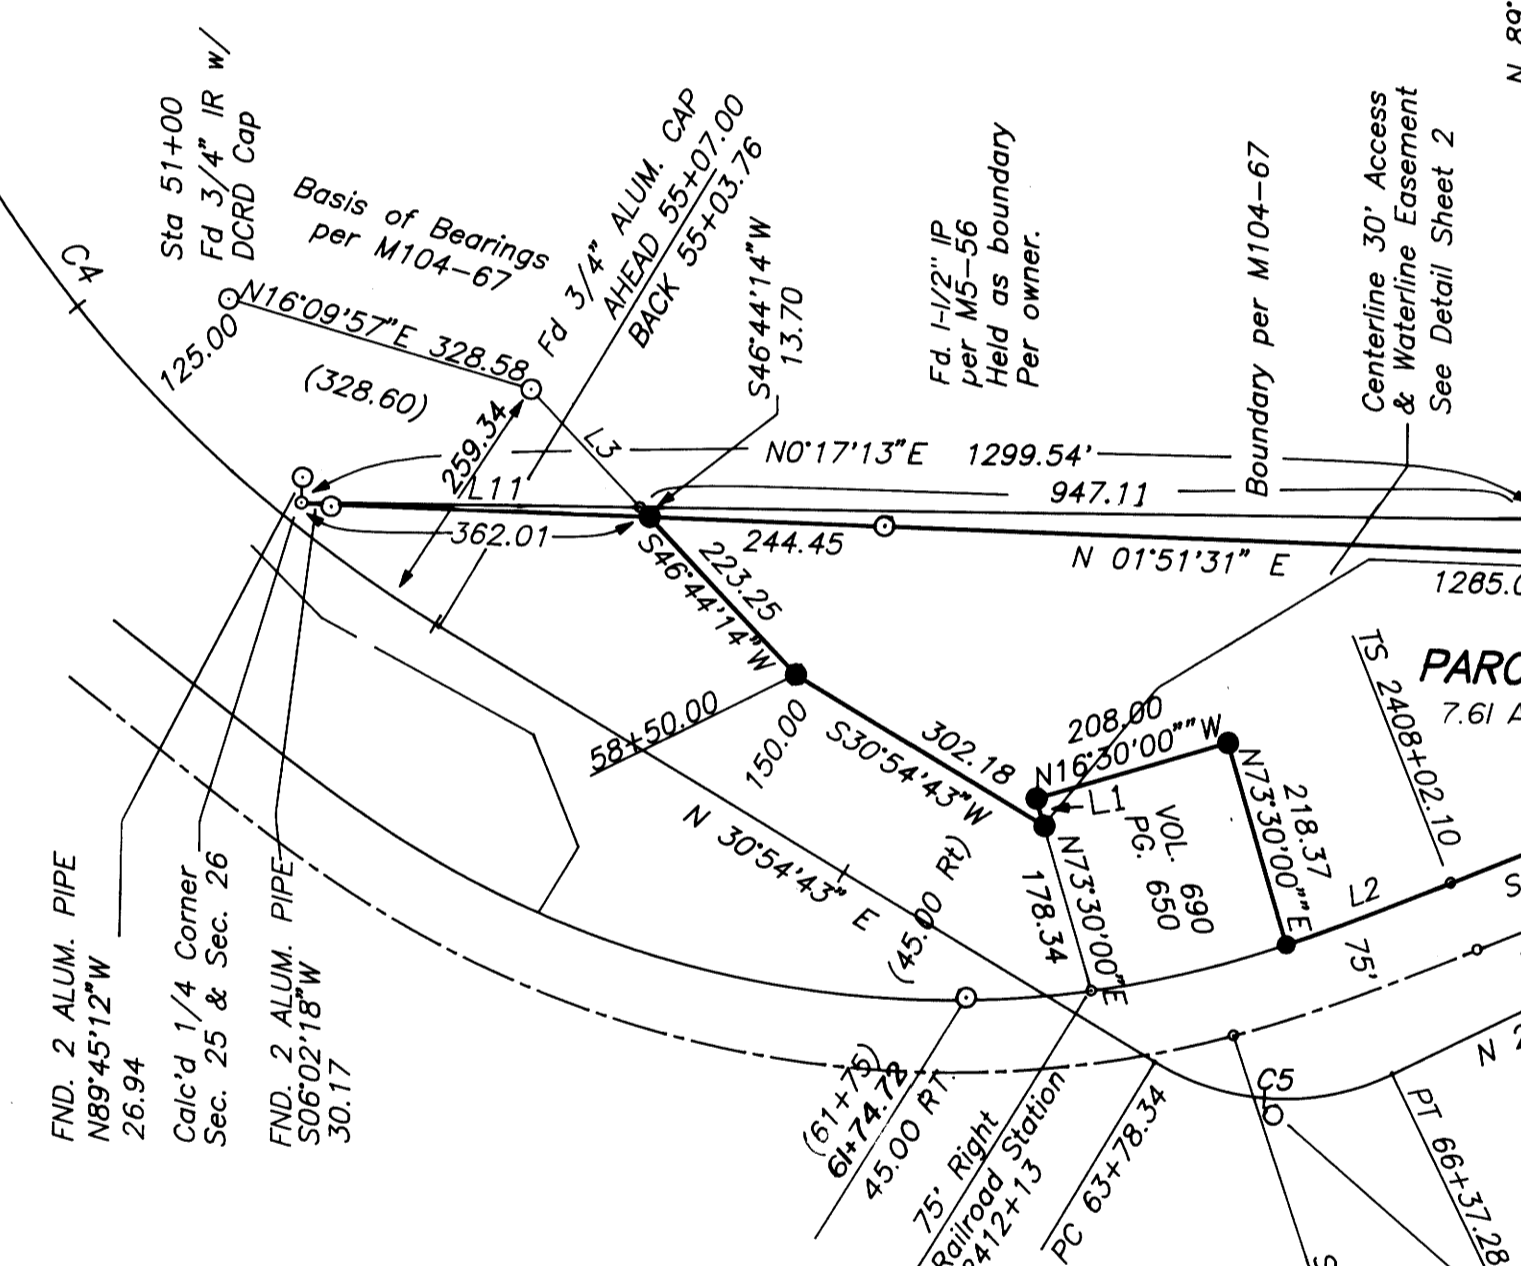 C4
Sta 51+00
Fd 3/4" IR w/
DCRD Cap
Basis of Bearings
per M104-67
N16°09'57"E 328.58
(328.60)
125.00
Fd 3/4" ALUM. CAP
AHEAD 55+07.00
BACK 55+03.76
S46°44'14"W
13.70
Fd. 1-1/2" IP
per M5-56
Held as boundary
Per owner.
Boundary per M104-67
Centerline 30' Access
& Waterline Easement
See Detail Sheet 2
N 89°
259.34
L3
L11
N0°17'13"E 1299.54'
947.11
362.01
244.45
N 01°51'31" E
1285.0
223.25
S46°44'14"W
58+50.00
150.00
302.18
S30°54'43"W
N 30°54'43" E
208.00
N16°30'00""W
L1
VOL. 690
PG. 650
218.37
N73°30'00""E
N73°30'00"E
178.34
TS 2408+02.10
PARC
7.61 A
L2
75'
S
(45.00 Rt)
(61+75)
61+74.72
45.00 RT.
75' Right
Railroad Station
2412+13
PC 63+78.34
C5
PT 66+37.28
N 2
S
FND. 2 ALUM. PIPE
N89°45'12"W
26.94
Calc'd 1/4 Corner
Sec. 25 & Sec. 26
FND. 2 ALUM. PIPE
S06°02'18"W
30.17